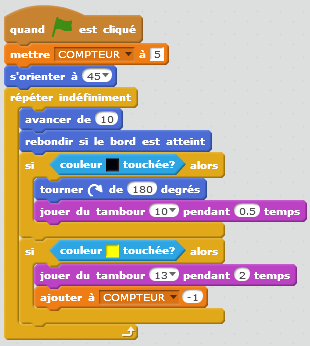 quand est cliqué
mettre COMPTEUR à 5
s'orienter à 45
répéter indéfiniment
avancer de 10
rebondir si le bord est atteint
si couleur touchée? alors
tourner de 180 degrés
jouer du tambour 10 pendant 0.5 temps
si couleur touchée? alors
jouer du tambour 13 pendant 2 temps
ajouter à COMPTEUR -1